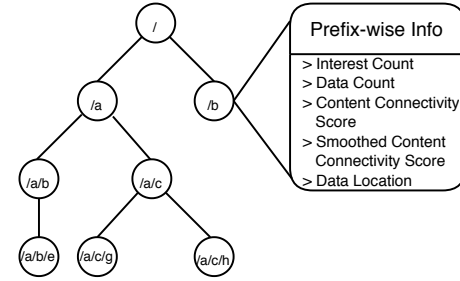 /
Prefix-wise Info
> Interest Count
> Data Count
> Content Connectivity
Score
> Smoothed Content
Connectivity Score
> Data Location
/a
/b
/a/b
/a/c
/a/b/e
/a/c/g
/a/c/h